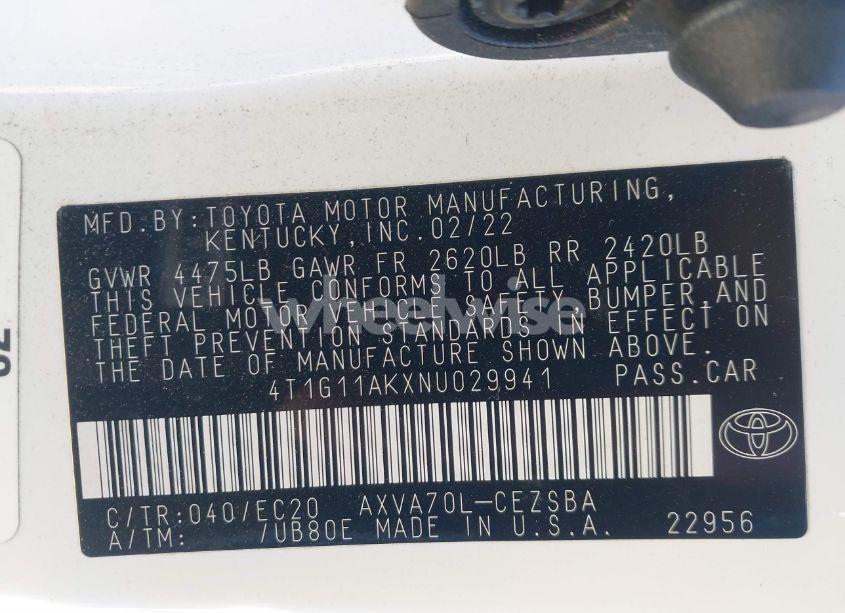 MFD.BY:TOYOTA MOTOR MANUFACTURING,
KENTUCKY,INC.02/22
GVWR 4475LB GAWR FR 2620LB RR 2420LB
THIS VEHICLE CONFORMS TO ALL APPLICABLE
FEDERAL MOTOR VEHICLE SAFETY,BUMPER,AND
THEFT PREVENTION STANDARDS IN EFFECT ON
THE DATE OF MANUFACTURE SHOWN ABOVE.
wheelwise
4T1G11AKXNU029941 PASS.CAR
C/TR:040/EC20 AXVA70L-CEZSBA
A/TM: /UB80E MADE IN U.S.A. 22956